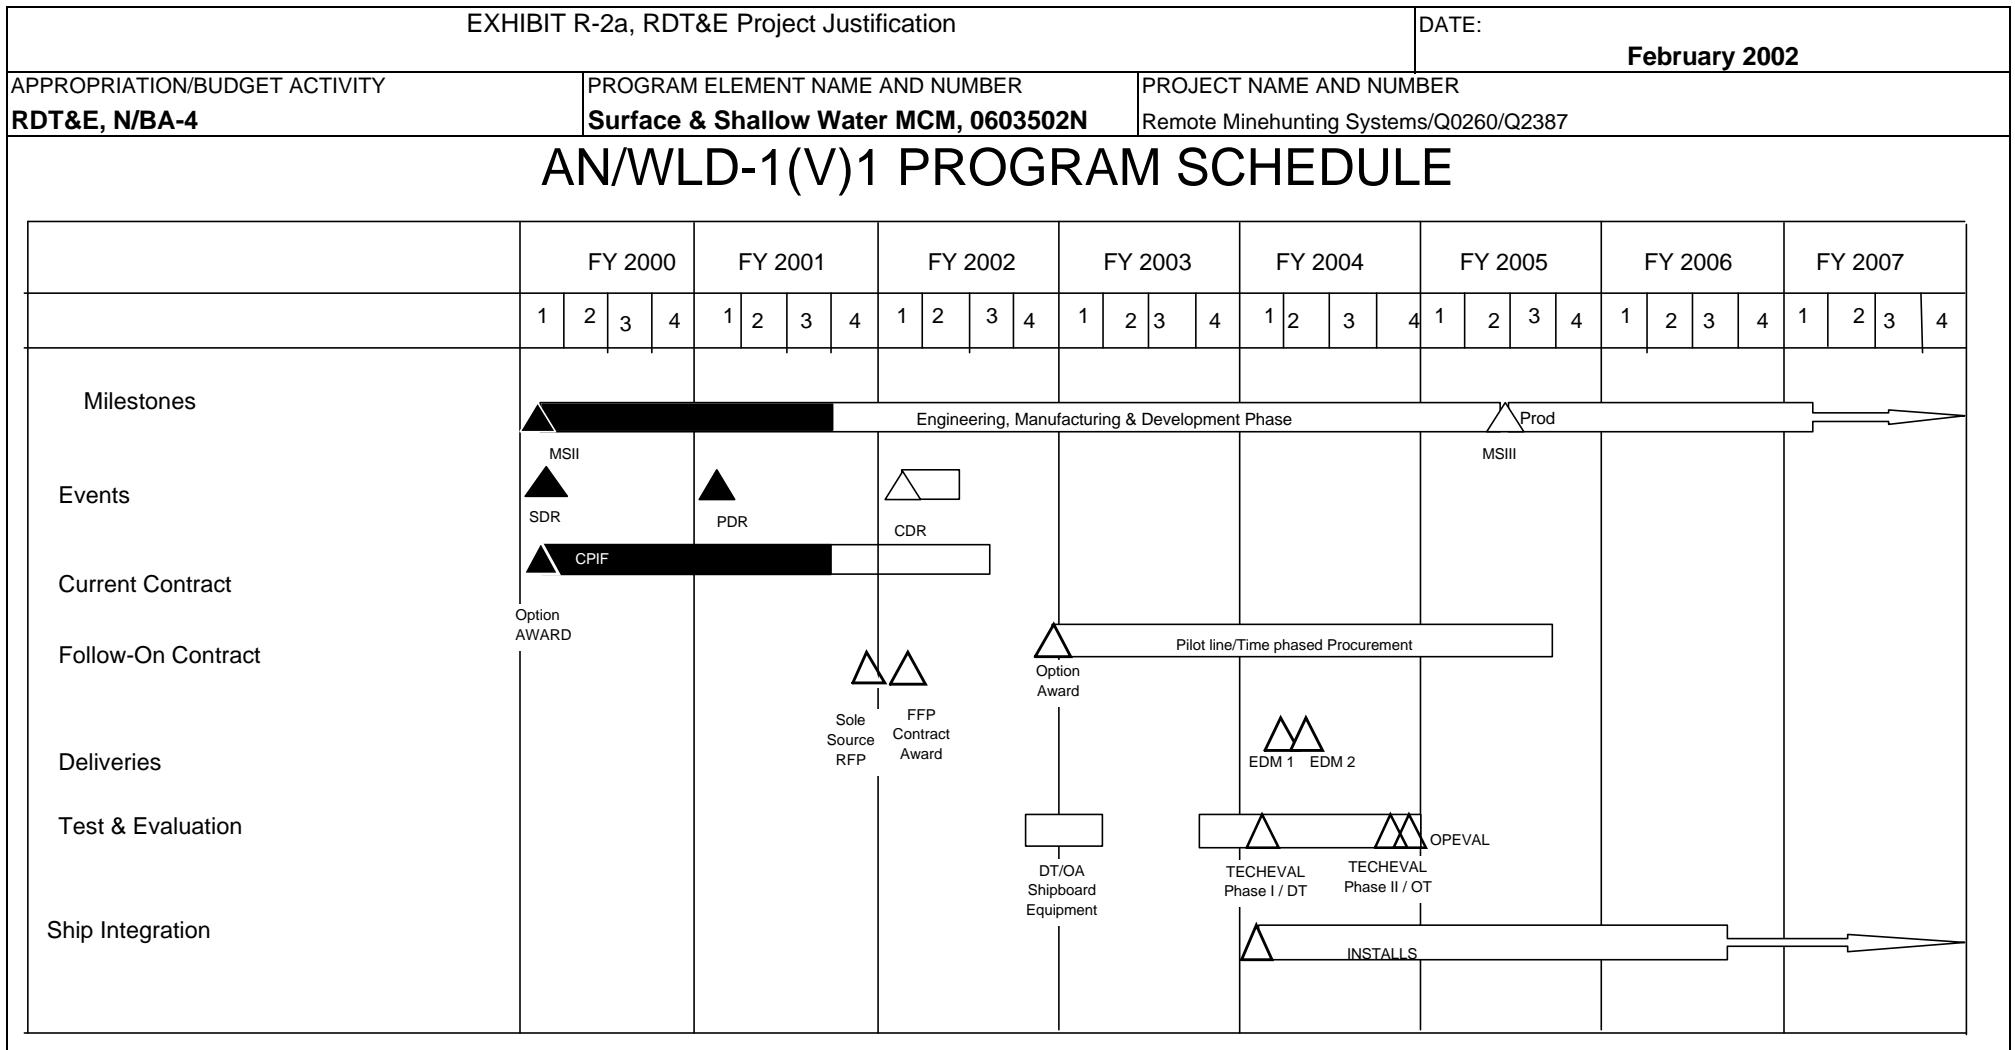 EXHIBIT R-2a, RDT&E Project Justification
DATE:
February 2002
APPROPRIATION/BUDGET ACTIVITY
PROGRAM ELEMENT NAME AND NUMBER
PROJECT NAME AND NUMBER
RDT&E, N/BA-4
Surface & Shallow Water MCM, 0603502N
Remote Minehunting Systems/Q0260/Q2387
AN/WLD-1(V)1 PROGRAM SCHEDULE
FY 2000 FY 2001 FY 2002 FY 2003 FY 2004 FY 2005 FY 2006 FY 2007
1 2 3 4 1 2 3 4 1 2 3 4 1 2 3 4 1 2 3 4 1 2 3 4 1 2 3 4 1 2 3 4
Milestones
Engineering, Manufacturing & Development Phase
Prod
MSII
MSIII
Events
SDR
PDR
CDR
CPIF
Current Contract
Option
AWARD
Follow-On Contract
Pilot line/Time phased Procurement
Option
Award
Sole
Source
RFP
FFP
Contract
Award
Deliveries
EDM 1 EDM 2
Test & Evaluation
OPEVAL
DT/OA
Shipboard
Equipment
TECHEVAL
Phase I / DT
TECHEVAL
Phase II / OT
Ship Integration
INSTALLS